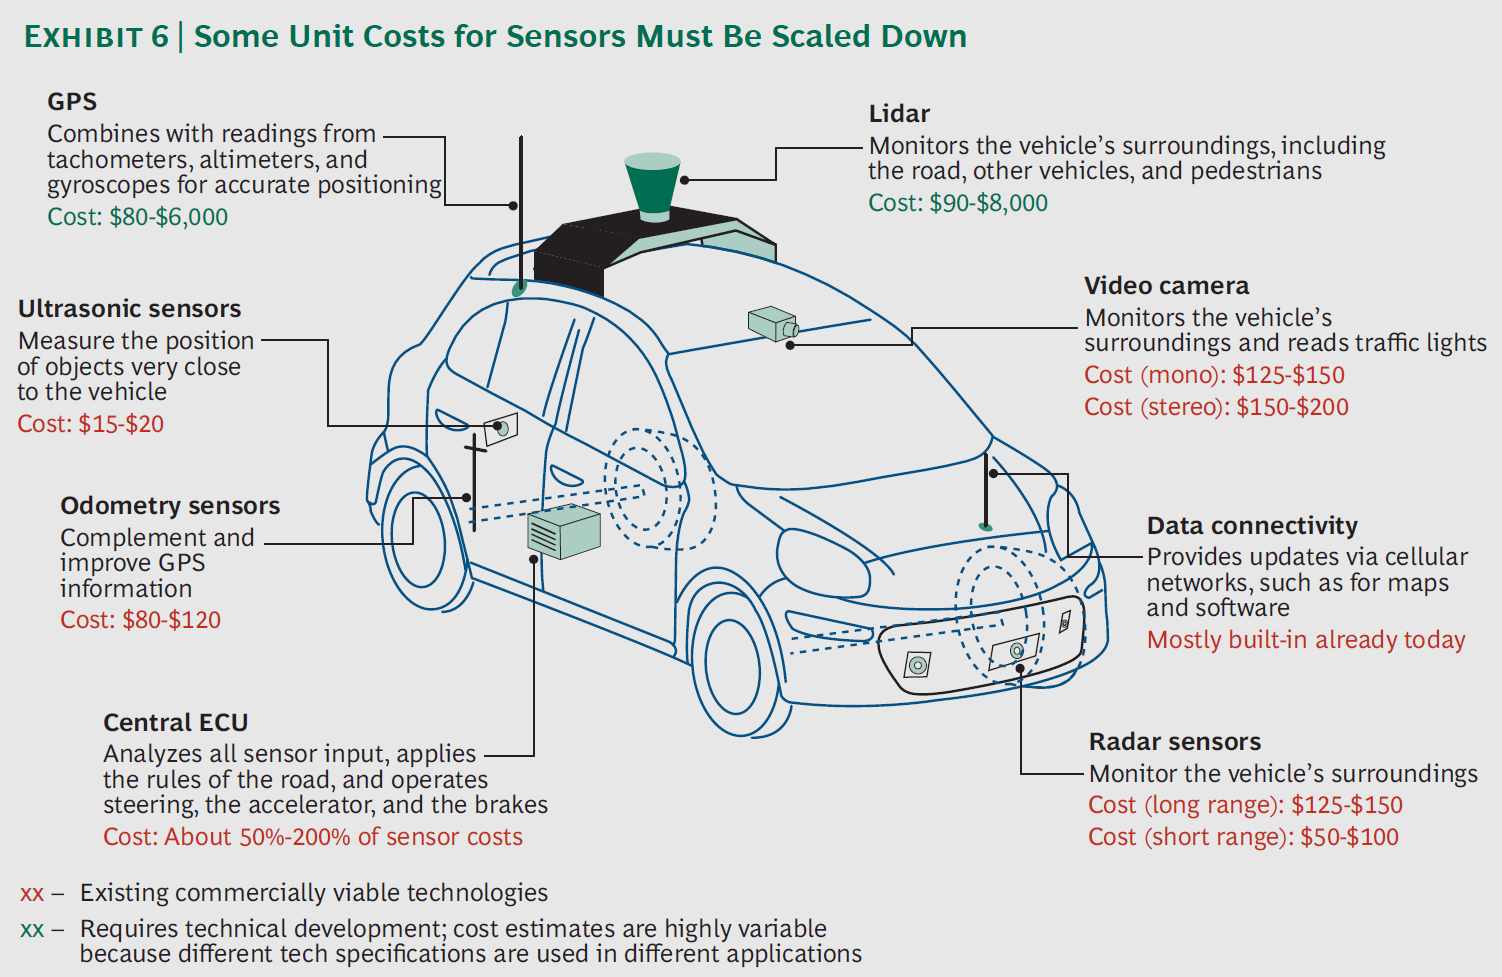 EXHIBIT 6 | Some Unit Costs for Sensors Must Be Scaled Down
GPS
Combines with readings from
tachometers, altimeters, and
gyroscopes for accurate positioning
Cost: $80-$6,000
Lidar
Monitors the vehicle’s surroundings, including
the road, other vehicles, and pedestrians
Cost: $90-$8,000
Ultrasonic sensors
Measure the position
of objects very close
to the vehicle
Cost: $15-$20
Video camera
Monitors the vehicle’s
surroundings and reads traffic lights
Cost (mono): $125-$150
Cost (stereo): $150-$200
Odometry sensors
Complement and
improve GPS
information
Cost: $80-$120
Data connectivity
Provides updates via cellular
networks, such as for maps
and software
Mostly built-in already today
Central ECU
Analyzes all sensor input, applies
the rules of the road, and operates
steering, the accelerator, and the brakes
Cost: About 50%-200% of sensor costs
Radar sensors
Monitor the vehicle’s surroundings
Cost (long range): $125-$150
Cost (short range): $50-$100
xx – Existing commercially viable technologies
xx – Requires technical development; cost estimates are highly variable
because different tech specifications are used in different applications